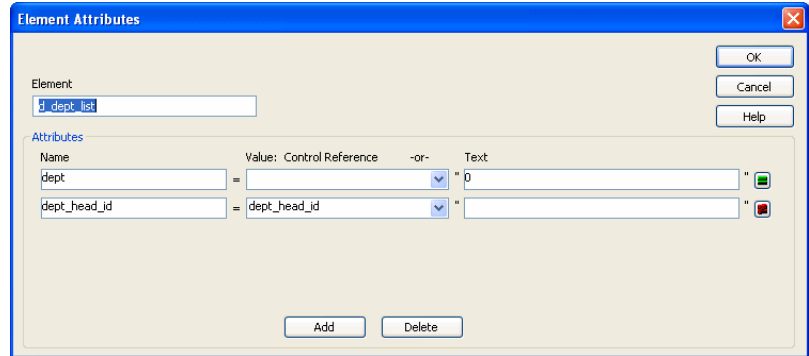 Element Attributes
OK
Element
Cancel
d_dept_list
Help
Attributes
Name Value: Control Reference -or- Text
dept = " 0 "
dept_head_id = dept_head_id " "
Add Delete